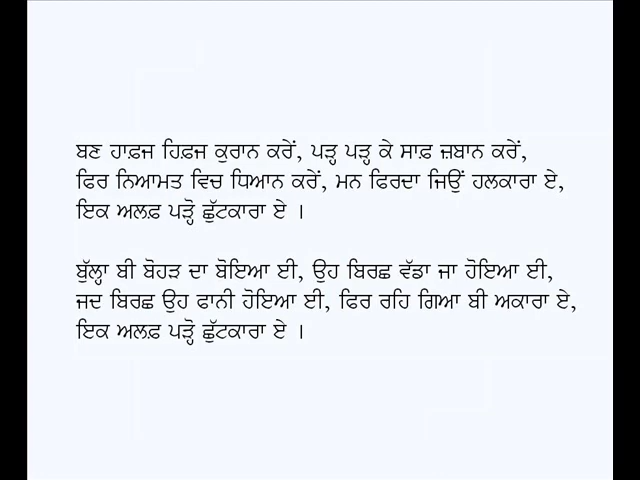 ਬਣ ਹਾਫ਼ਜ ਹਿਫ਼ਜ ਕੁਰਾਨ ਕਰੇਂ, ਪੜ੍ਹ ਪੜ੍ਹ ਕੇ ਸਾਫ਼ ਜ਼ਬਾਨ ਕਰੇਂ,
ਫਿਰ ਨਿਆਮਤ ਵਿਚ ਧਿਆਨ ਕਰੇਂ, ਮਨ ਫਿਰਦਾ ਜਿਉਂ ਹਲਕਾਰਾ ਏ,
ਇਕ ਅਲਫ਼ ਪੜ੍ਹੋ ਛੁੱਟਕਾਰਾ ਏ ।
ਬੁੱਲ੍ਹਾ ਬੀ ਬੋਹੜ ਦਾ ਬੋਇਆ ਈ, ਉਹ ਬਿਰਛ ਵੱਡਾ ਜਾ ਹੋਇਆ ਈ,
ਜਦ ਬਿਰਛ ਉਹ ਫਾਨੀ ਹੋਇਆ ਈ, ਫਿਰ ਰਹਿ ਗਿਆ ਬੀ ਅਕਾਰਾ ਏ,
ਇਕ ਅਲਫ਼ ਪੜ੍ਹੋ ਛੁੱਟਕਾਰਾ ਏ ।